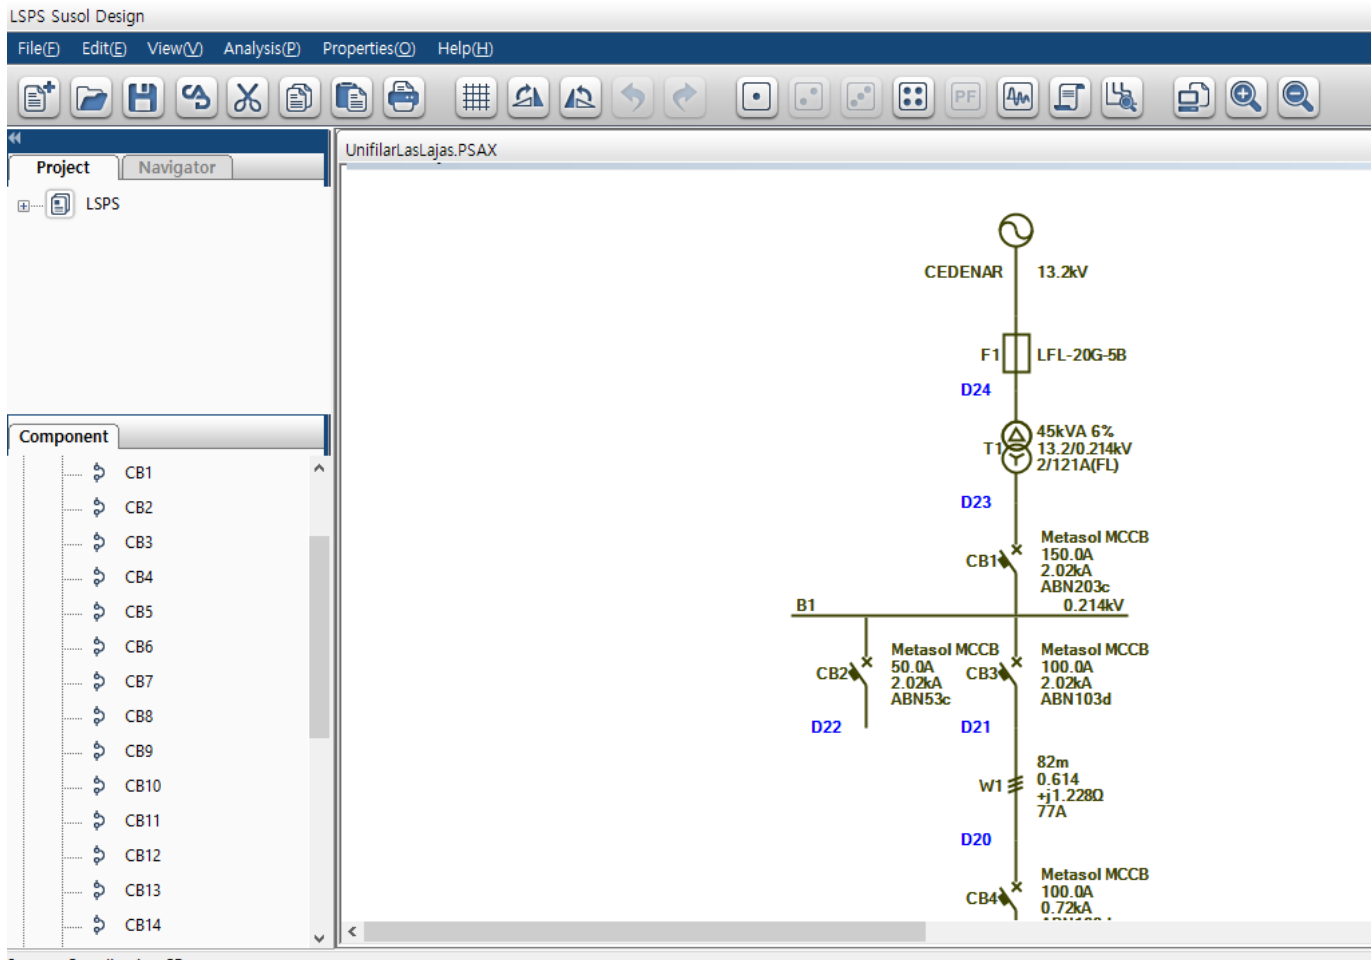 LSPS Susol Design
File(F) Edit(E) View(V) Analysis(P) Properties(O) Help(H)
PF
Project Navigator
LSPS
Component
CB1
CB2
CB3
CB4
CB5
CB6
CB7
CB8
CB9
CB10
CB11
CB12
CB13
CB14
UnifilarLasLajas.PSAX
CEDENAR 13.2kV
F1 LFL-20G-5B
D24
T1
45kVA 6%
13.2/0.214kV
2/121A(FL)
D23
CB1
Metasol MCCB
150.0A
2.02kA
ABN203c
B1 0.214kV
CB2
Metasol MCCB
50.0A
2.02kA
ABN53c
D22
CB3
Metasol MCCB
100.0A
2.02kA
ABN103d
D21
W1
82m
0.614
+j1.228Ω
77A
D20
CB4
Metasol MCCB
100.0A
0.72kA